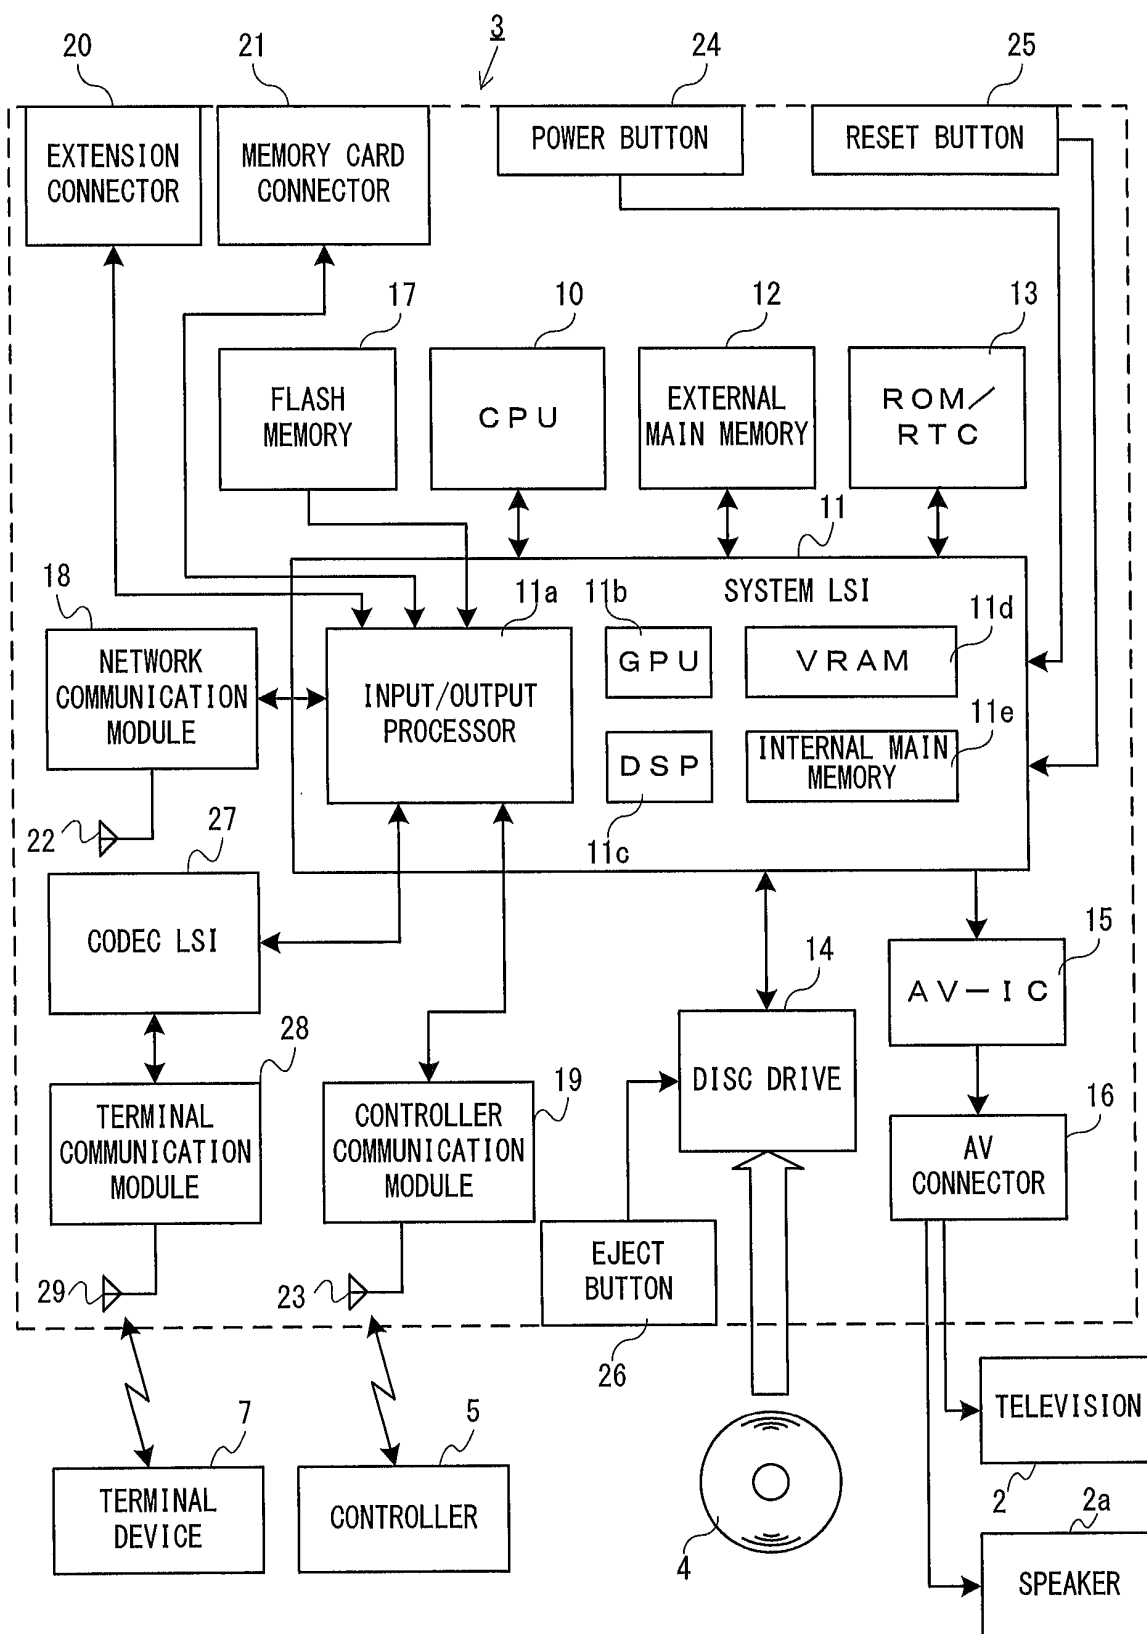 3
20
21
24
25
EXTENSION
CONNECTOR
MEMORY CARD
CONNECTOR
POWER BUTTON
RESET BUTTON
17
10
12
13
FLASH
MEMORY
CPU
EXTERNAL
MAIN MEMORY
ROM/
RTC
11
18
11a
11b
SYSTEM LSI
11d
NETWORK
COMMUNICATION
MODULE
INPUT/OUTPUT
PROCESSOR
GPU
VRAM
11e
DSP
INTERNAL MAIN
MEMORY
22
27
11c
CODEC LSI
14
15
AV-IC
28
DISC DRIVE
19
16
TERMINAL
COMMUNICATION
MODULE
CONTROLLER
COMMUNICATION
MODULE
AV
CONNECTOR
EJECT
BUTTON
29
23
26
TELEVISION
7
5
2
TERMINAL
DEVICE
CONTROLLER
4
2a
SPEAKER